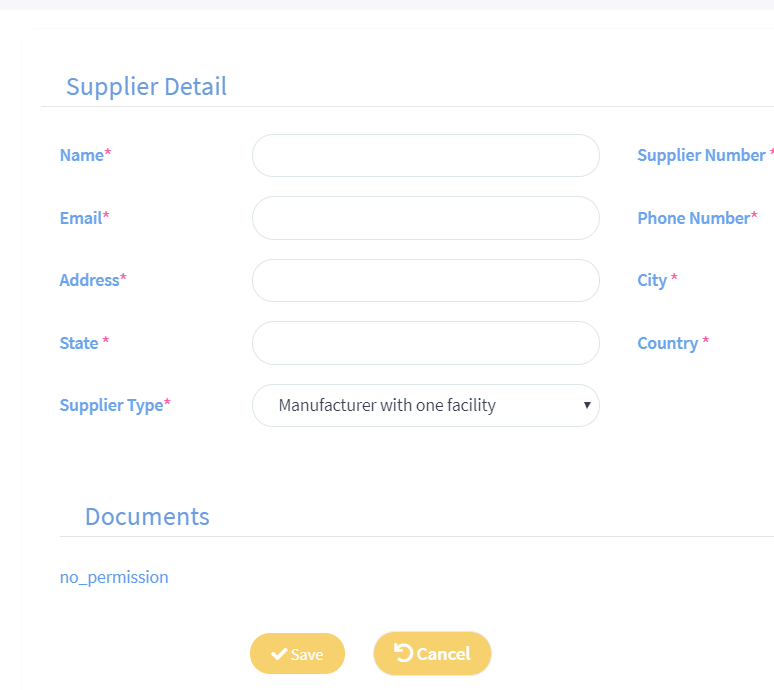 Supplier Detail
Name* Supplier Number *
Email* Phone Number*
Address* City *
State * Country *
Supplier Type* Manufacturer with one facility
Documents
no_permission
Save Cancel